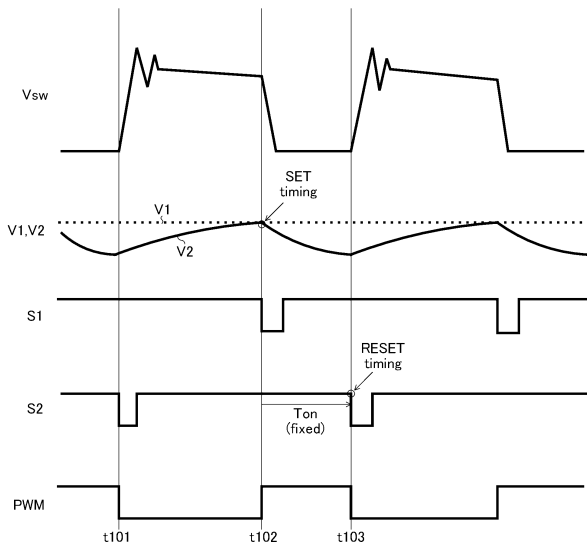 Vsw
SET
timing
V1
V1,V2
V2
S1
RESET
timing
S2
Ton
(fixed)
PWM
t101
t102
t103